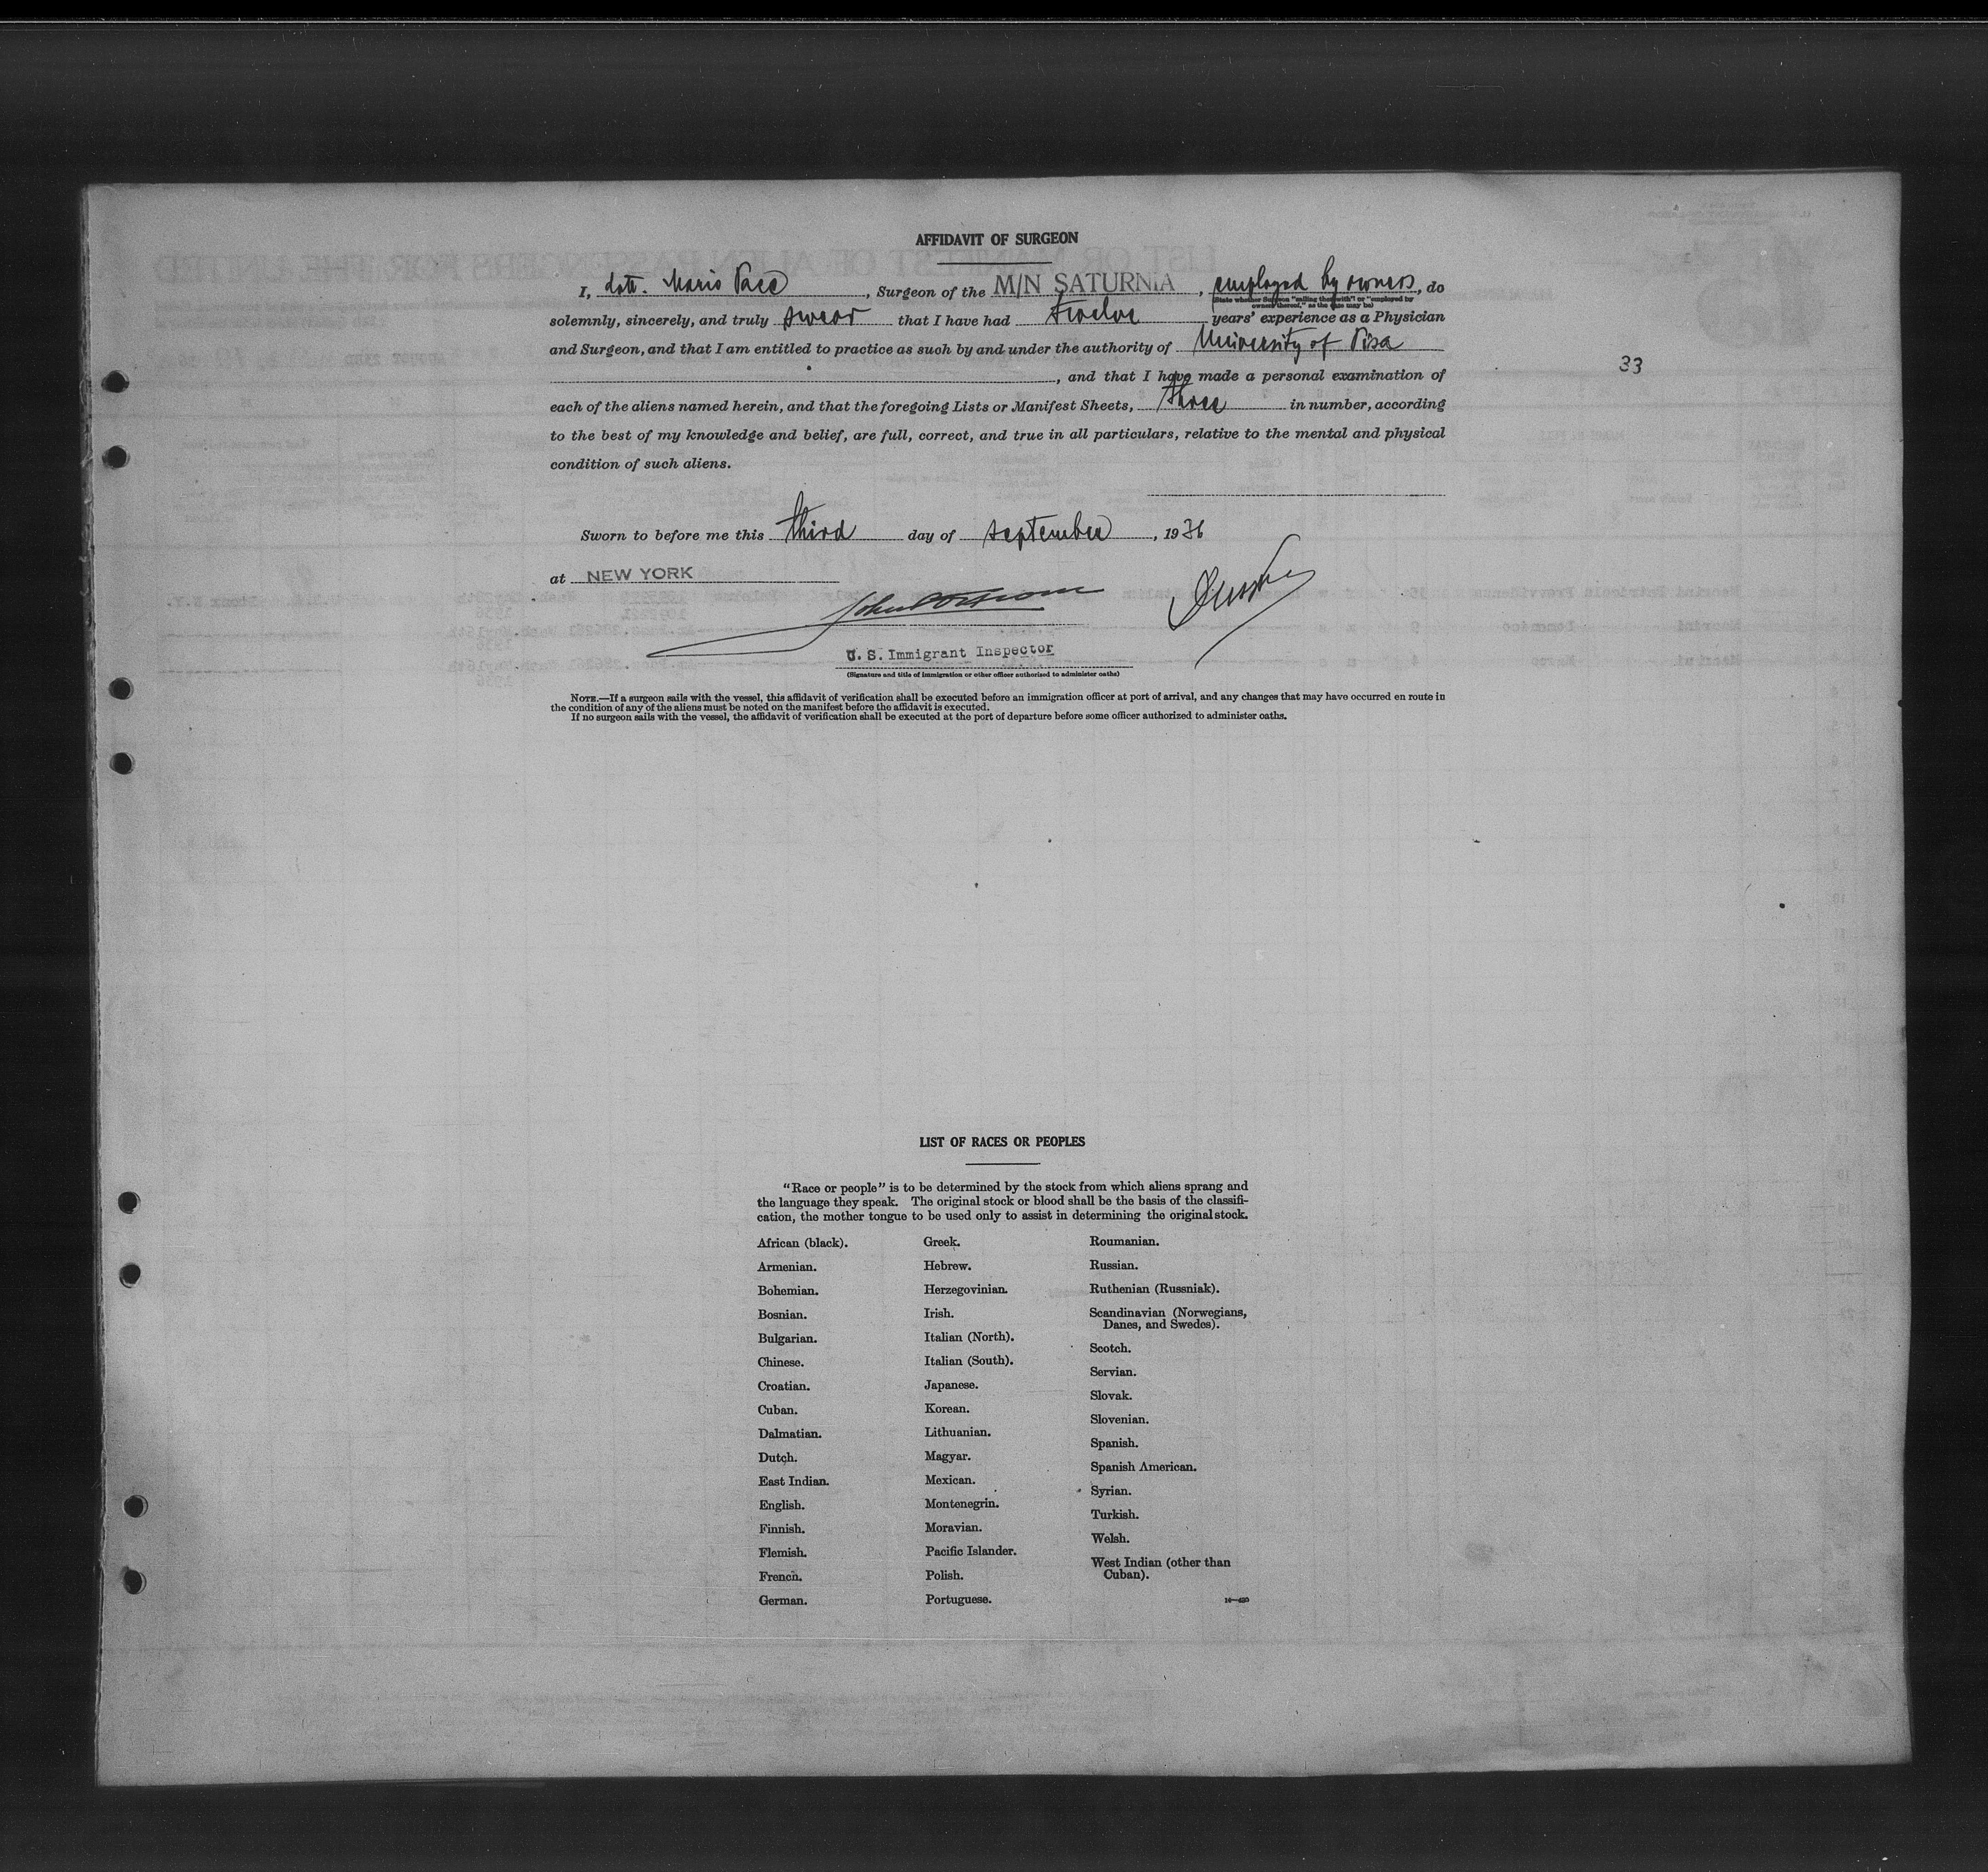 AFFIDAVIT OF SURGEON
I, dott. Mario Pace, Surgeon of the M/N SATURNIA, employed by owners, do
(State whether Surgeon "sailing therewith" or "employed by
owners thereof," as the case may be)
solemnly, sincerely, and truly swear that I have had twelve years' experience as a Physician
and Surgeon, and that I am entitled to practice as such by and under the authority of University of Pisa
, and that I have made a personal examination of
33
each of the aliens named herein, and that the foregoing Lists or Manifest Sheets, three in number, according
to the best of my knowledge and belief, are full, correct, and true in all particulars, relative to the mental and physical
condition of such aliens.
Sworn to before me this third day of september, 1936
at NEW YORK
U.S. Immigrant Inspector
(Signature and title of immigration or other officer authorized to administer oaths)
NOTE.—If a surgeon sails with the vessel, this affidavit of verification shall be executed before an immigration officer at port of arrival, and any changes that may have occurred en route in
the condition of any of the aliens must be noted on the manifest before the affidavit is executed.
If no surgeon sails with the vessel, the affidavit of verification shall be executed at the port of departure before some officer authorized to administer oaths.
LIST OF RACES OR PEOPLES
"Race or people" is to be determined by the stock from which aliens sprang and
the language they speak. The original stock or blood shall be the basis of the classifi-
cation, the mother tongue to be used only to assist in determining the original stock.
African (black).
Armenian.
Bohemian.
Bosnian.
Bulgarian.
Chinese.
Croatian.
Cuban.
Dalmatian.
Dutch.
East Indian.
English.
Finnish.
Flemish.
French.
German.
Greek.
Hebrew.
Herzegovinian.
Irish.
Italian (North).
Italian (South).
Japanese.
Korean.
Lithuanian.
Magyar.
Mexican.
Montenegrin.
Moravian.
Pacific Islander.
Polish.
Portuguese.
Roumanian.
Russian.
Ruthenian (Russniak).
Scandinavian (Norwegians,
Danes, and Swedes).
Scotch.
Servian.
Slovak.
Slovenian.
Spanish.
Spanish American.
Syrian.
Turkish.
Welsh.
West Indian (other than
Cuban).